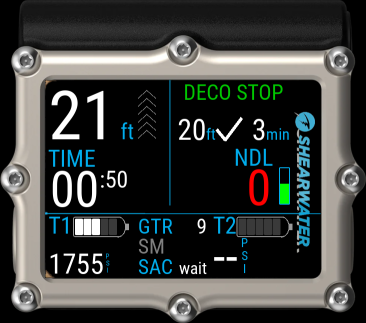 DECO STOP
21 ft
20ft 3min
TIME
00:50
NDL
0
SHEARWATER
T1 GTR 9 T2
SM
1755 PSI SAC wait -- PSI